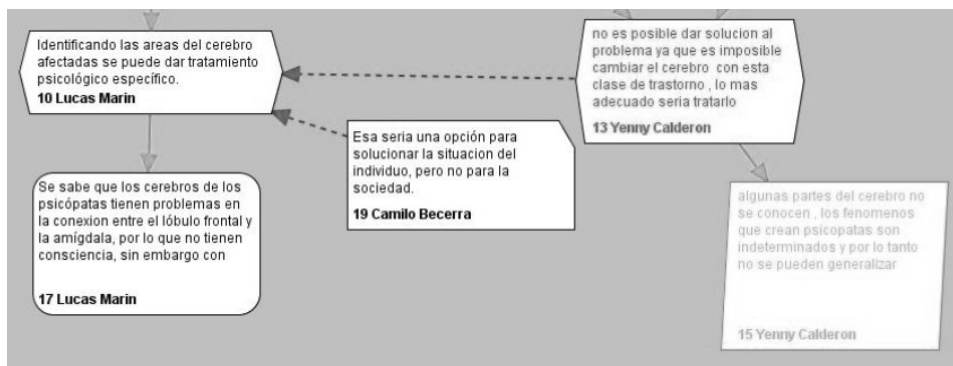 Identificando las areas del cerebro
afectadas se puede dar tratamiento
psicológico específico.
10 Lucas Marin
no es posible dar solucion al
problema ya que es imposible
cambiar el cerebro con esta
clase de trastorno , lo mas
adecuado seria tratarlo
13 Yenny Calderon
Esa seria una opción para
solucionar la situacion del
individuo, pero no para la
sociedad.
19 Camilo Becerra
Se sabe que los cerebros de los
psicópatas tienen problemas en
la conexion entre el lóbulo frontal y
la amígdala, por lo que no tienen
consciencia, sin embargo con
17 Lucas Marin
algunas partes del cerebro no
se conocen , los fenomenos
que crean psicopatas son
indeterminados y por lo tanto
no se pueden generalizar
15 Yenny Calderon